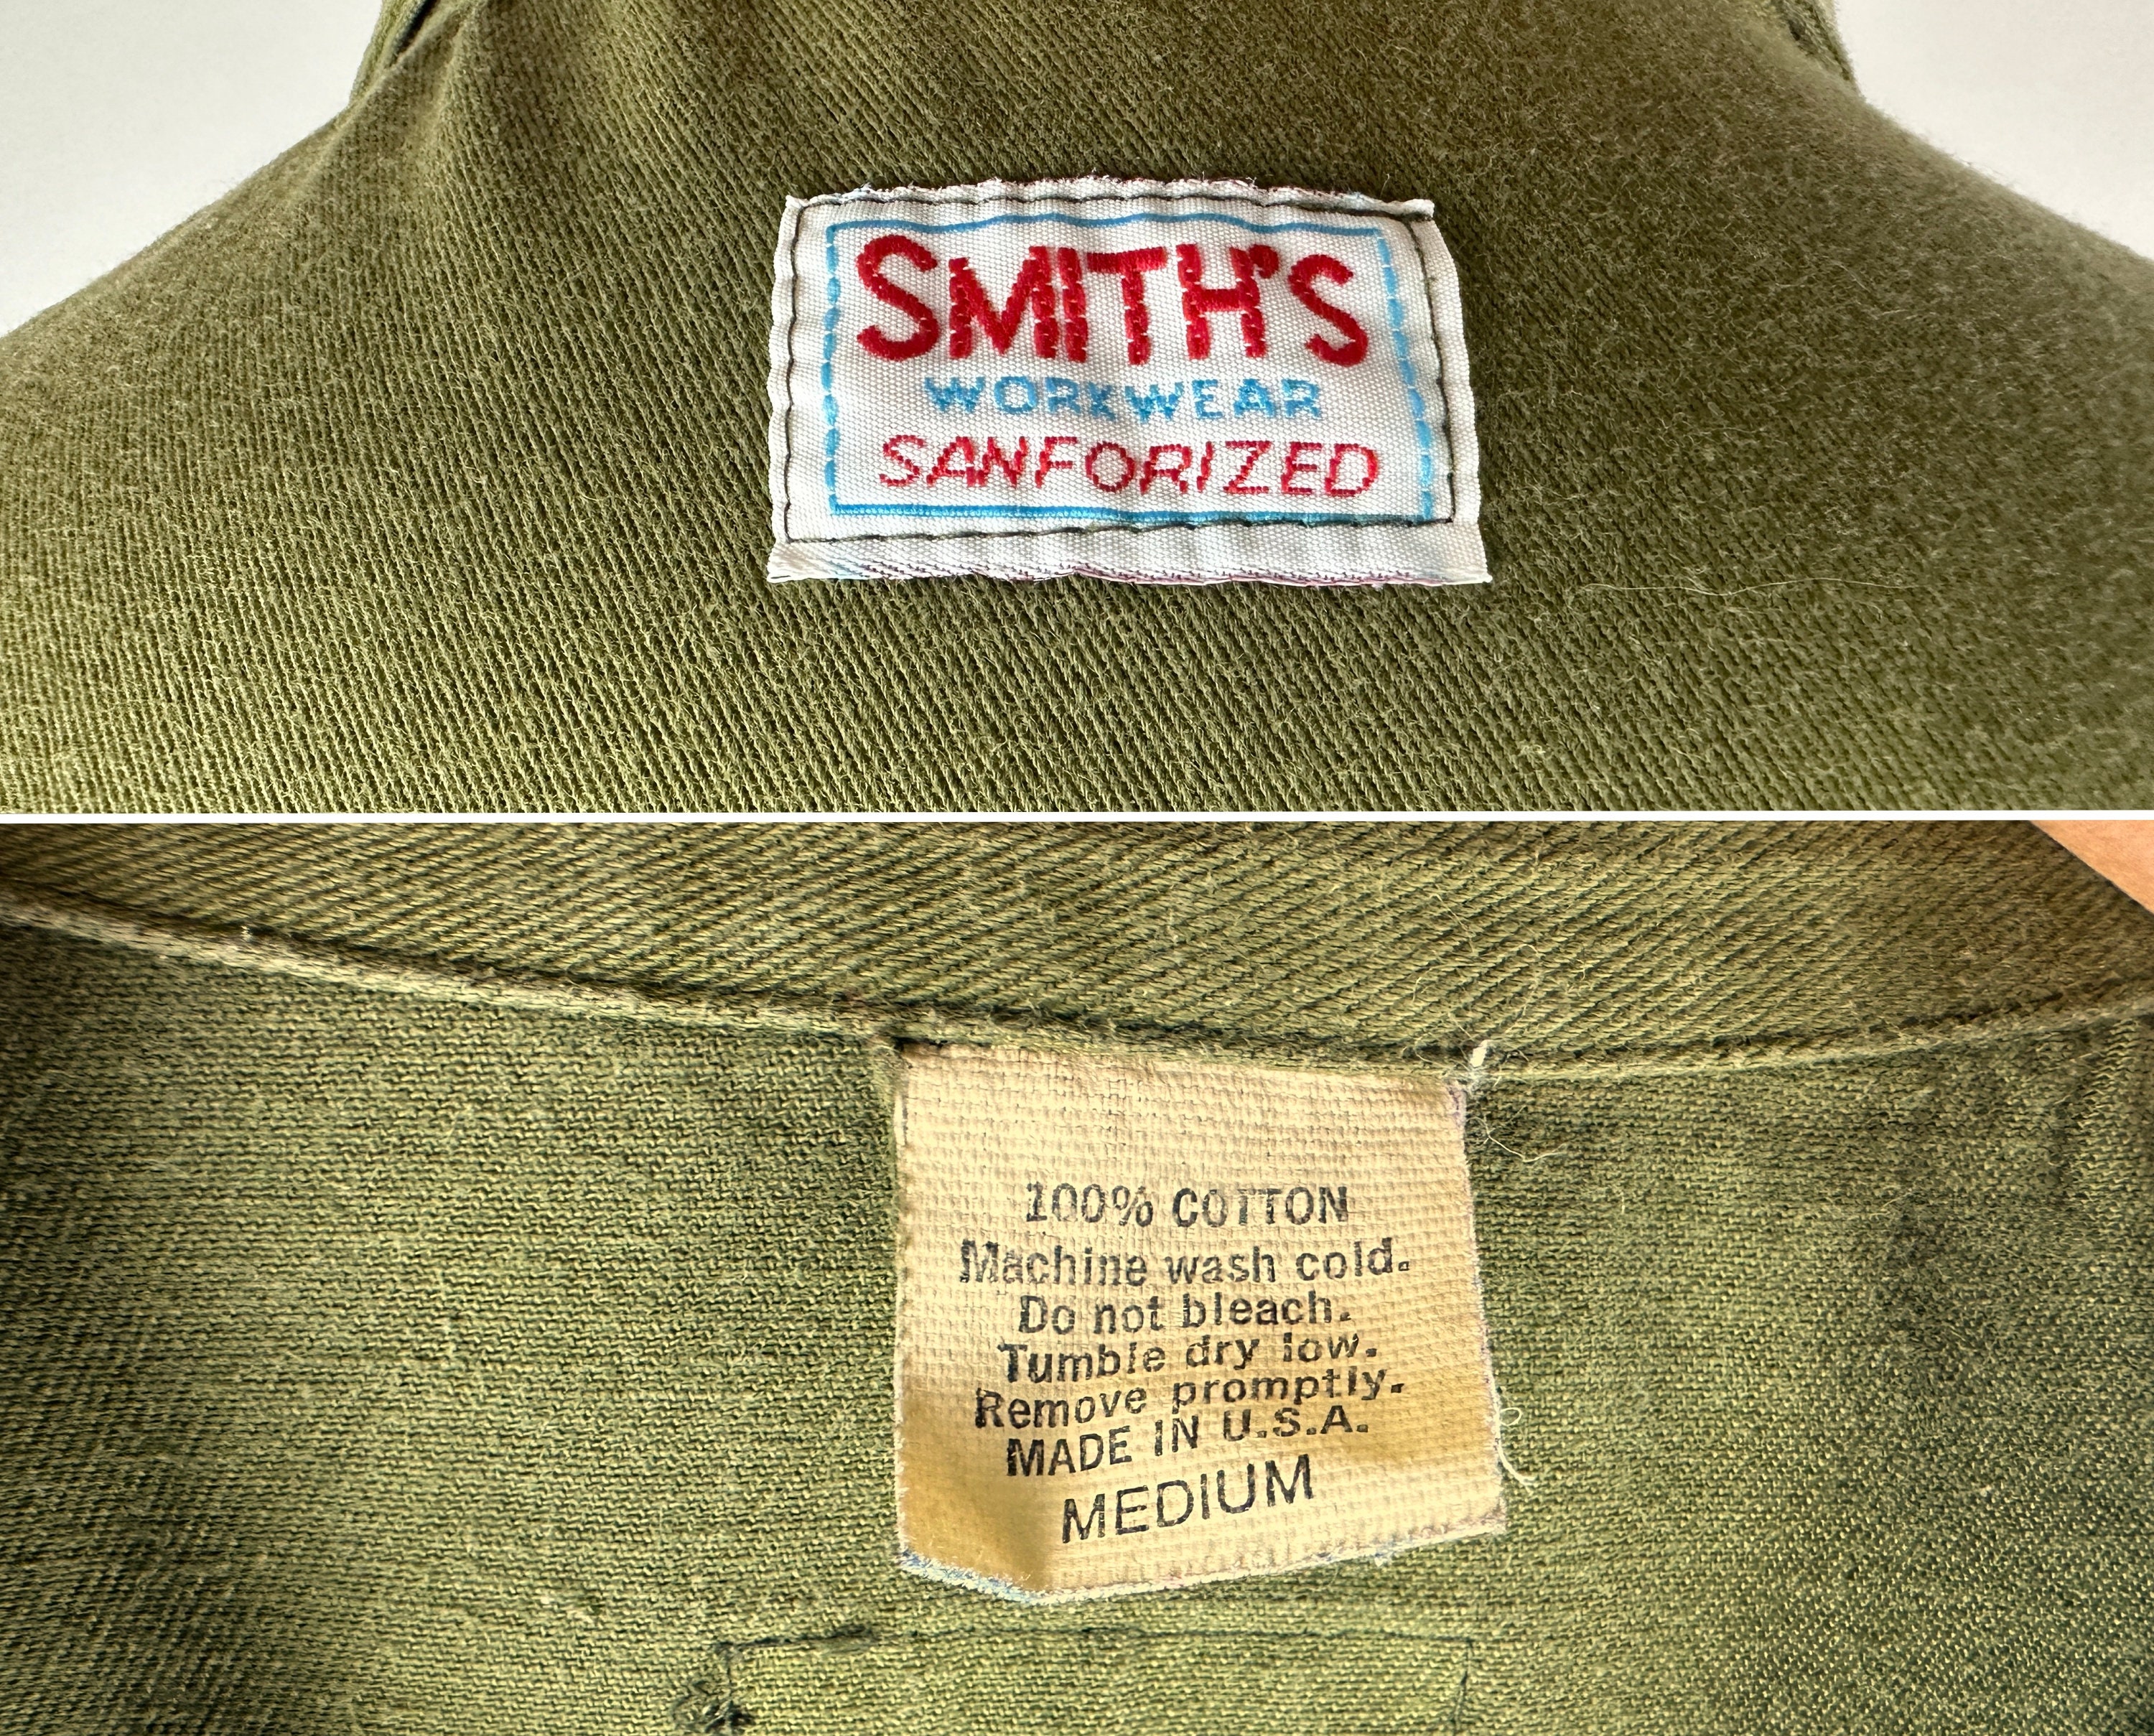 SMITH'S
WORKWEAR
SANFORIZED
100% COTTON
Machine wash cold.
Do not bleach.
Tumble dry low.
Remove promptly.
MADE IN U.S.A.
MEDIUM